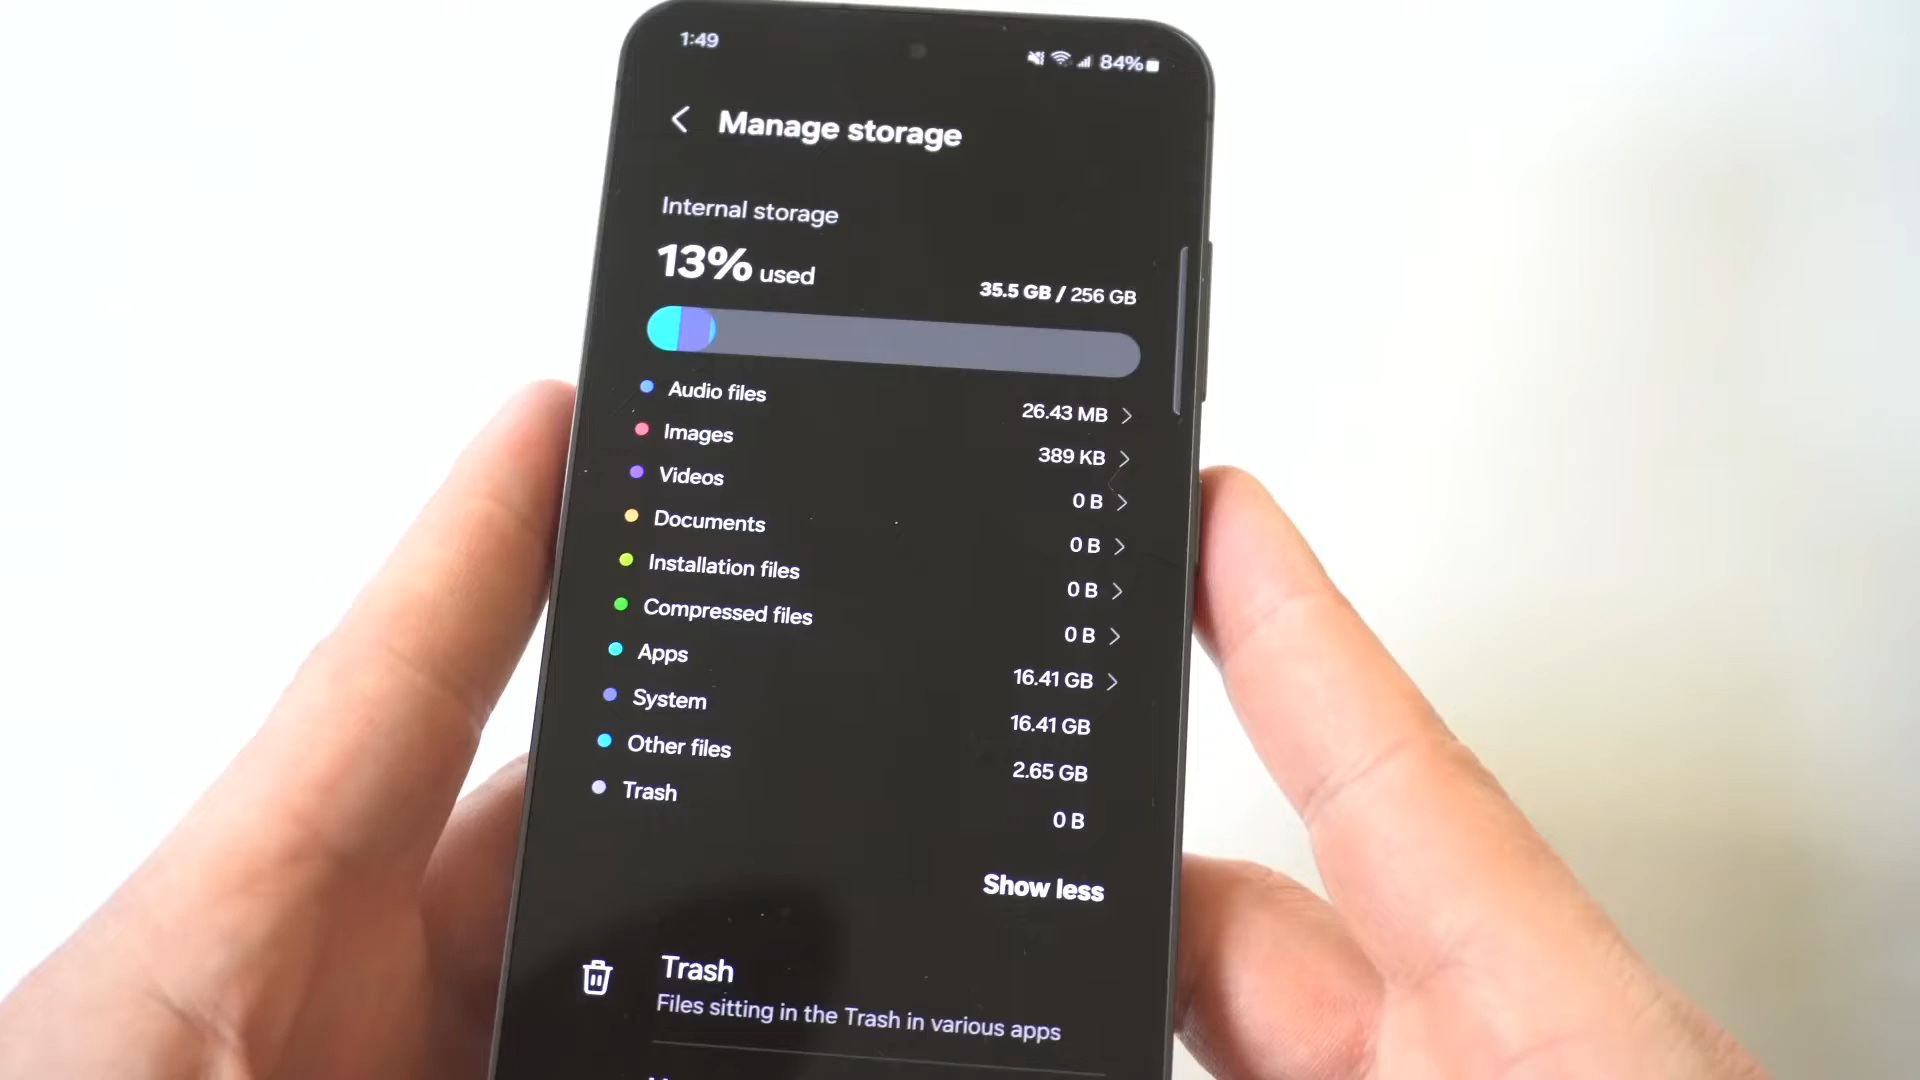 1:49
84%
Manage storage
Internal storage
13% used
35.5 GB / 256 GB
Audio files 26.43 MB
Images 389 KB
Videos 0 B
Documents 0 B
Installation files 0 B
Compressed files 0 B
Apps 16.41 GB
System 16.41 GB
Other files 2.65 GB
Trash 0 B
Show less
Trash
Files sitting in the Trash in various apps